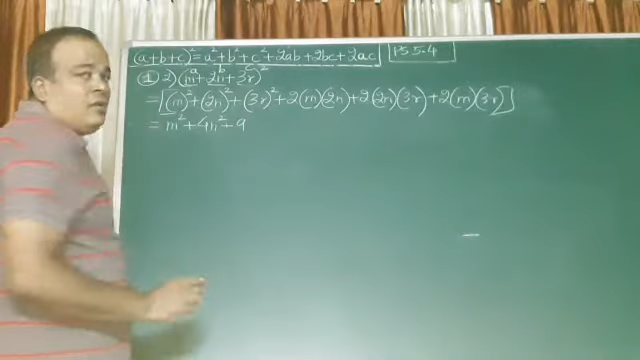 (a+b+c)² = a²+b²+c²+2ab+2bc+2ac PS 5.4
① 2) (m+2n+3r)²
a b c
= [(m)²+(2n)²+(3r)²+2(m)(2n)+2(2n)(3r)+2(m)(3r)]
= m²+4n²+9